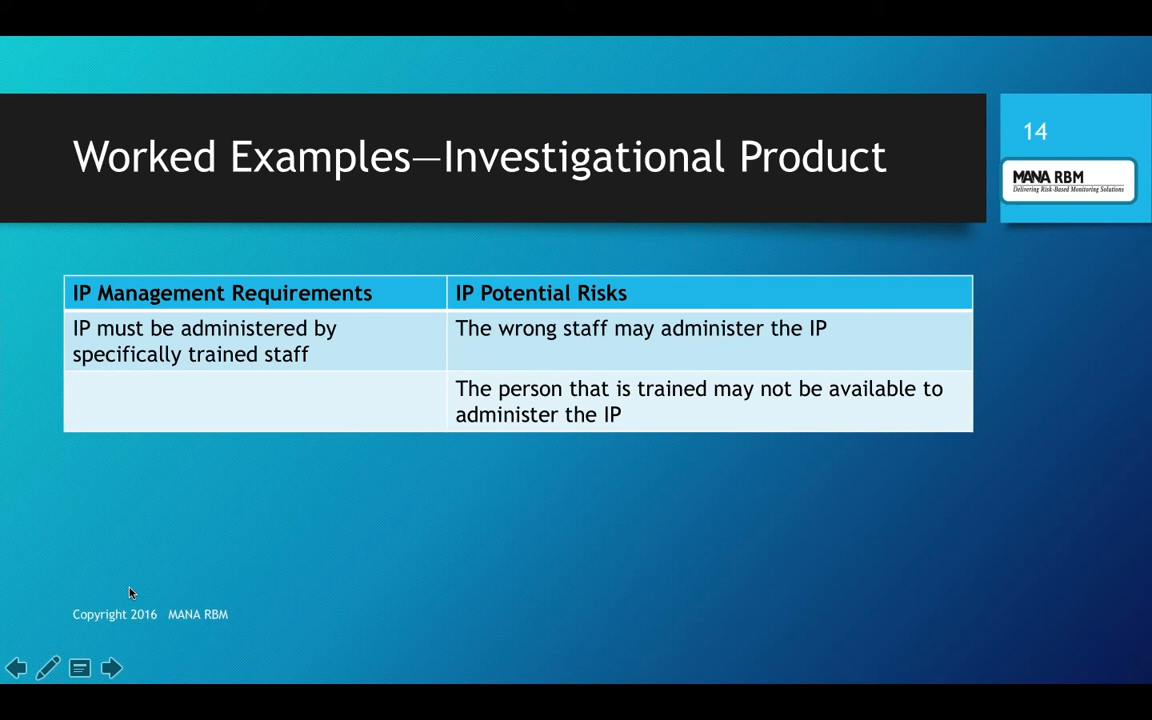 Worked Examples—Investigational Product
14
MANA RBM
Delivering Risk-Based Monitoring Solutions
IP Management Requirements
IP Potential Risks
IP must be administered by
specifically trained staff
The wrong staff may administer the IP
The person that is trained may not be available to
administer the IP
Copyright 2016 MANA RBM